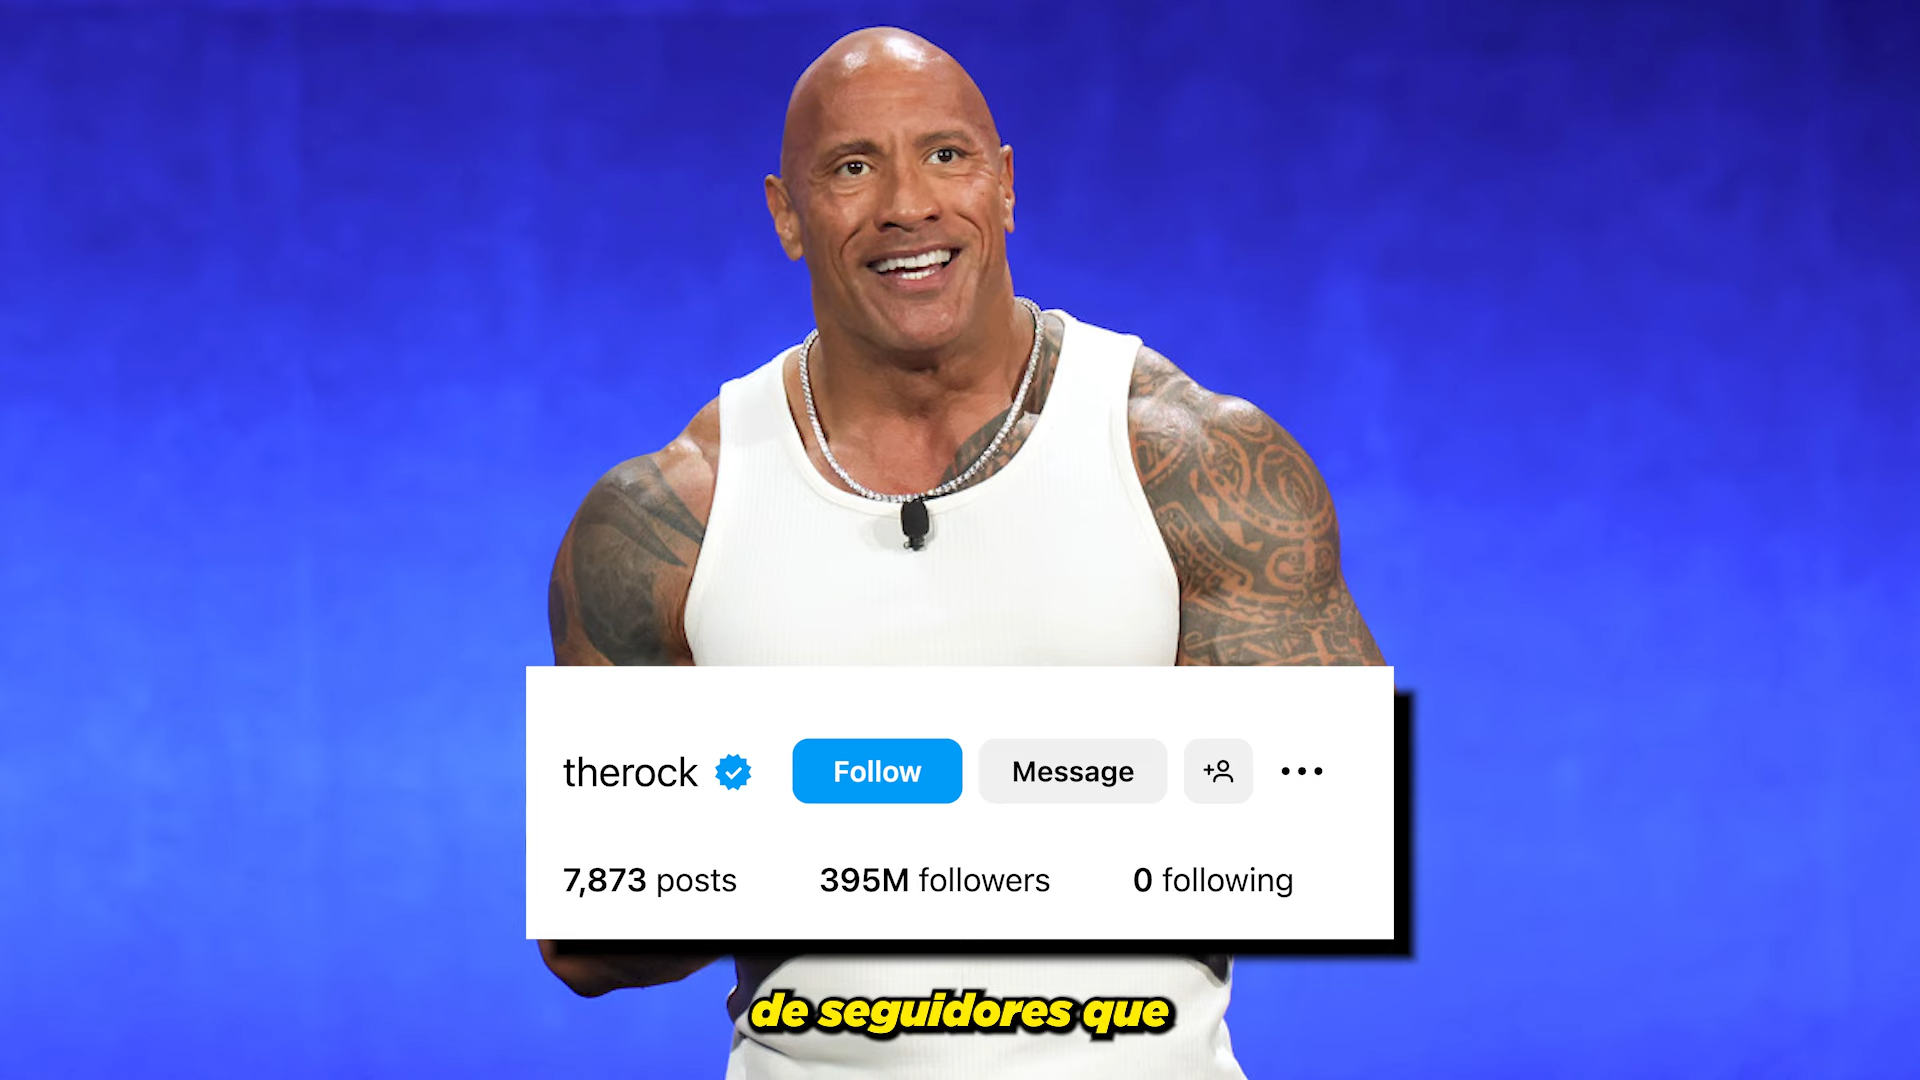 therock Follow Message
7,873 posts 395M followers 0 following
de seguidores que